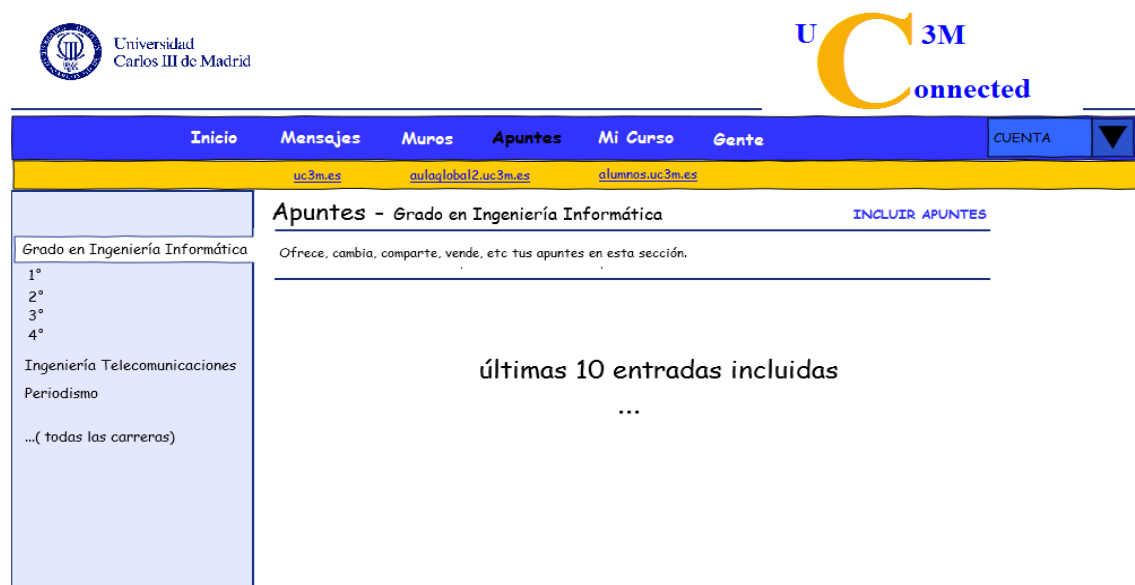 Universidad
Carlos III de Madrid
U C 3M
onnected
Inicio Mensajes Muros Apuntes Mi Curso Gente CUENTA
uc3m.es aulaglobal2.uc3m.es alumnos.uc3m.es
Apuntes - Grado en Ingeniería Informática INCLUIR APUNTES
Grado en Ingeniería Informática
Ofrece, cambia, comparte, vende, etc tus apuntes en esta sección.
1°
2°
3°
4°
Ingeniería Telecomunicaciones
Periodismo
...( todas las carreras)
últimas 10 entradas incluidas
...